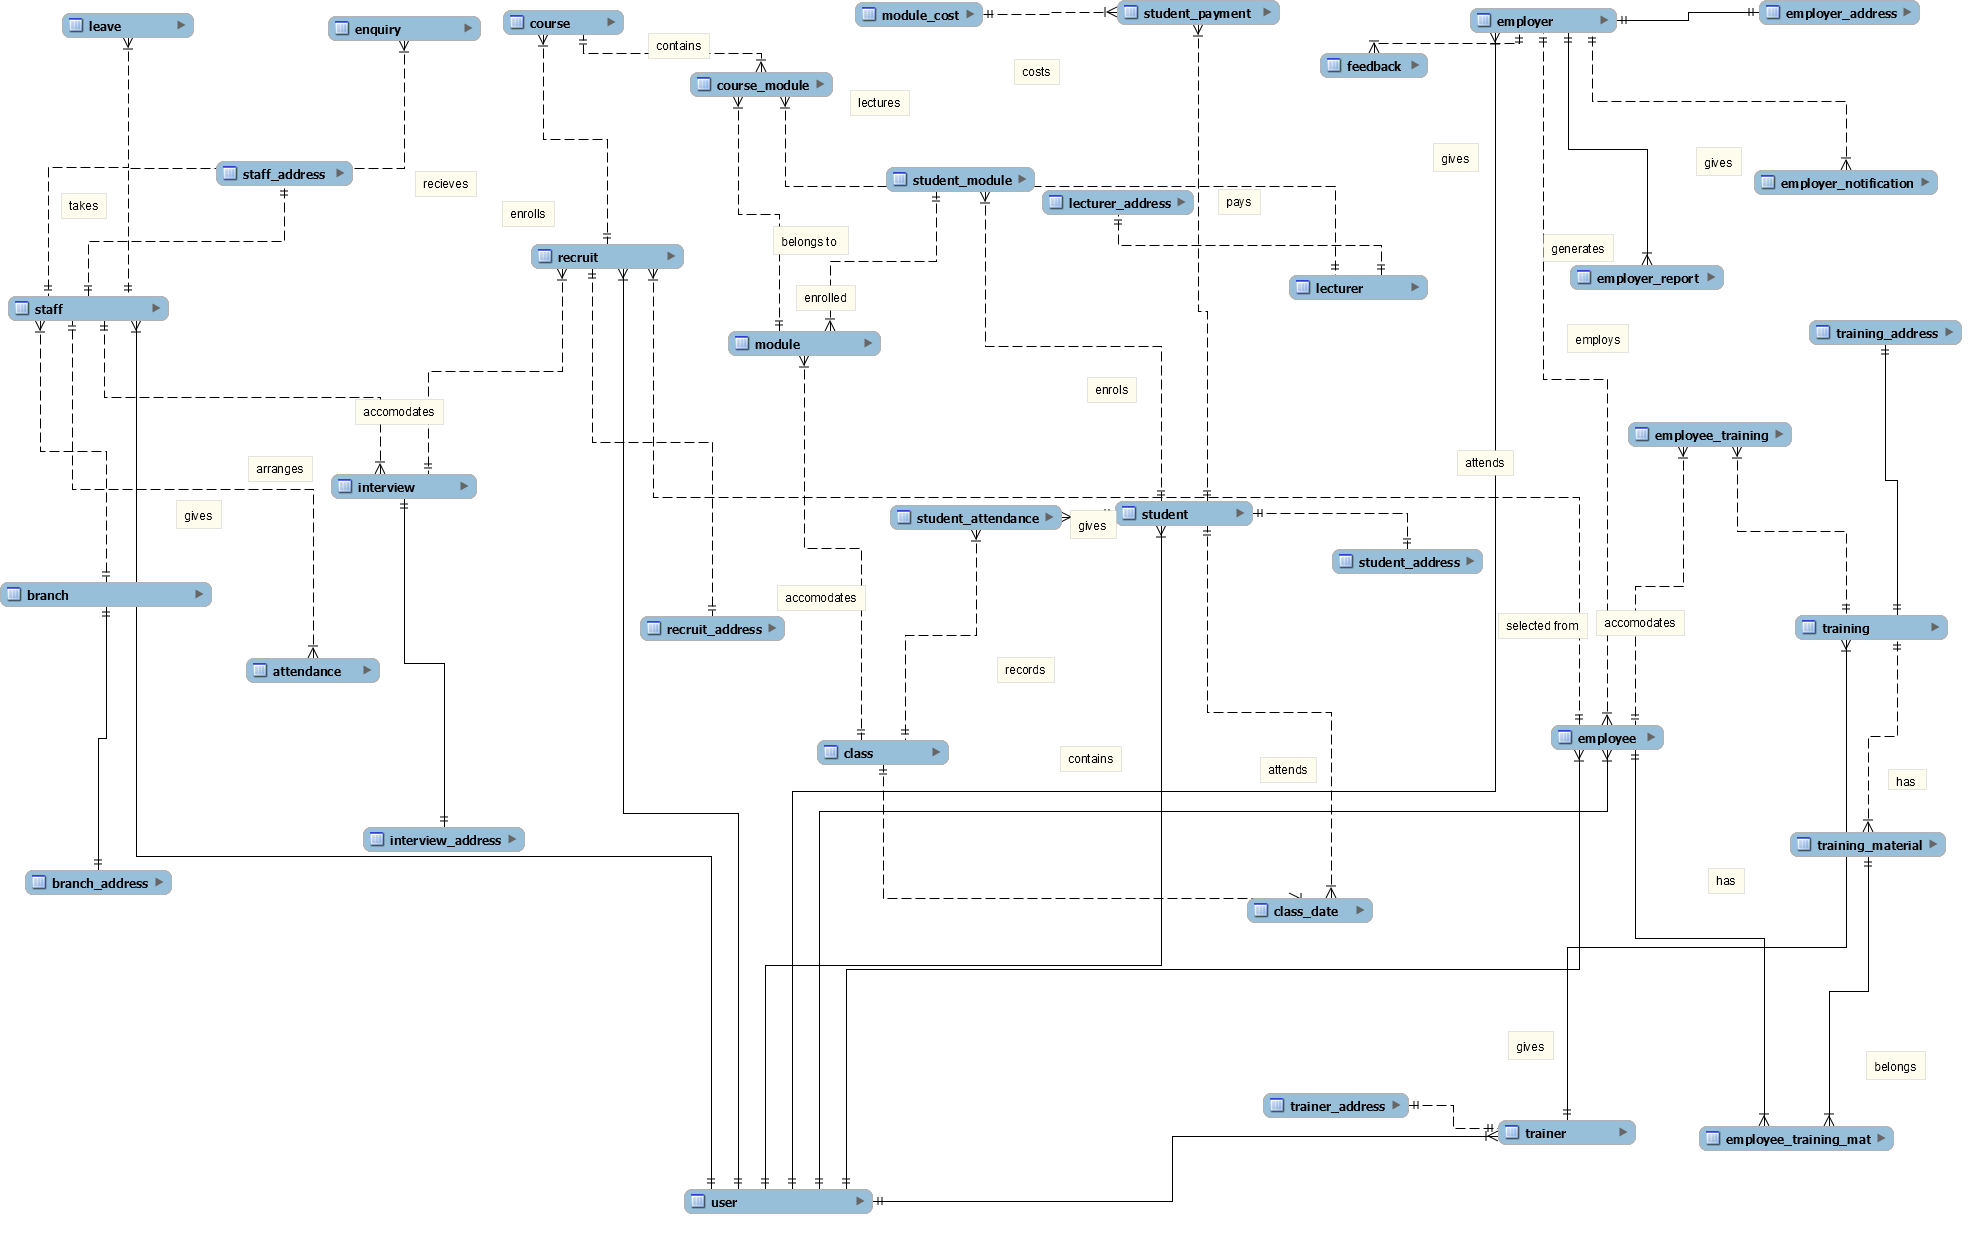 leave
enquiry
course
module_cost
student_payment
employer
employer_address
contains
feedback
costs
course_module
lectures
gives
gives
staff_address
recieves
student_module
employer_notification
takes
enrolls
lecturer_address
pays
belongs to
generates
recruit
employer_report
lecturer
enrolled
staff
module
employs
training_address
enrols
accomodates
employee_training
arranges
attends
interview
gives
student_attendance
gives
student
student_address
branch
accomodates
selected from
accomodates
recruit_address
training
attendance
records
employee
class
contains
attends
has
interview_address
training_material
branch_address
has
class_date
gives
belongs
trainer_address
trainer
employee_training_mat
user